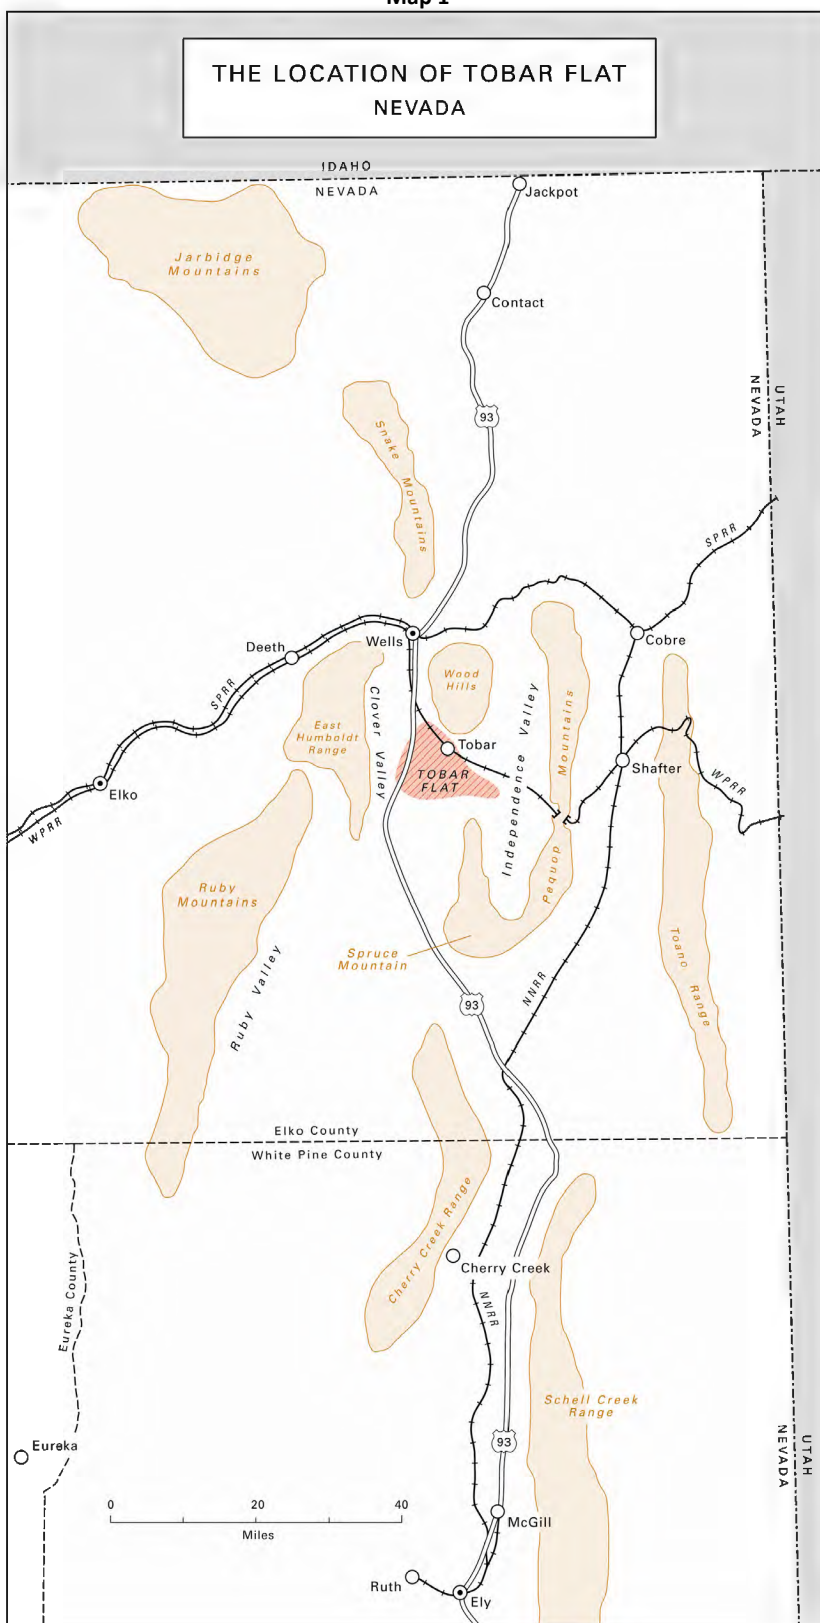 Map 1
THE LOCATION OF TOBAR FLAT
NEVADA
IDAHO
NEVADA
Jackpot
Jarbidge
Mountains
Contact
UTAH
NEVADA
93
Snake
Mountains
SPRR
Deeth
Wells
Cobre
SPRR
Wood
Hills
Clover Valley
East
Humboldt
Range
Independence Valley
Mountains
Tobar
TOBAR
FLAT
Shafter
WPRR
Elko
WPRR
Pequop
Ruby
Mountains
Ruby Valley
Spruce
Mountain
Toano Range
NNRR
93
Elko County
White Pine County
Cherry Creek Range
Cherry Creek
Eureka County
NNRR
Schell Creek
Range
93
UTAH
NEVADA
Eureka
0 20 40
Miles
McGill
Ruth
Ely